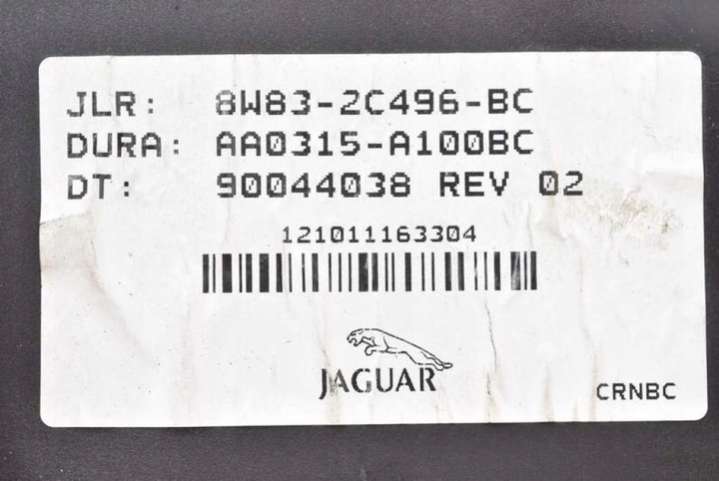 JLR: 8W83-2C496-BC
DURA: AA0315-A100BC
DT: 90044038 REV 02
121011163304
JAGUAR
CRNBC